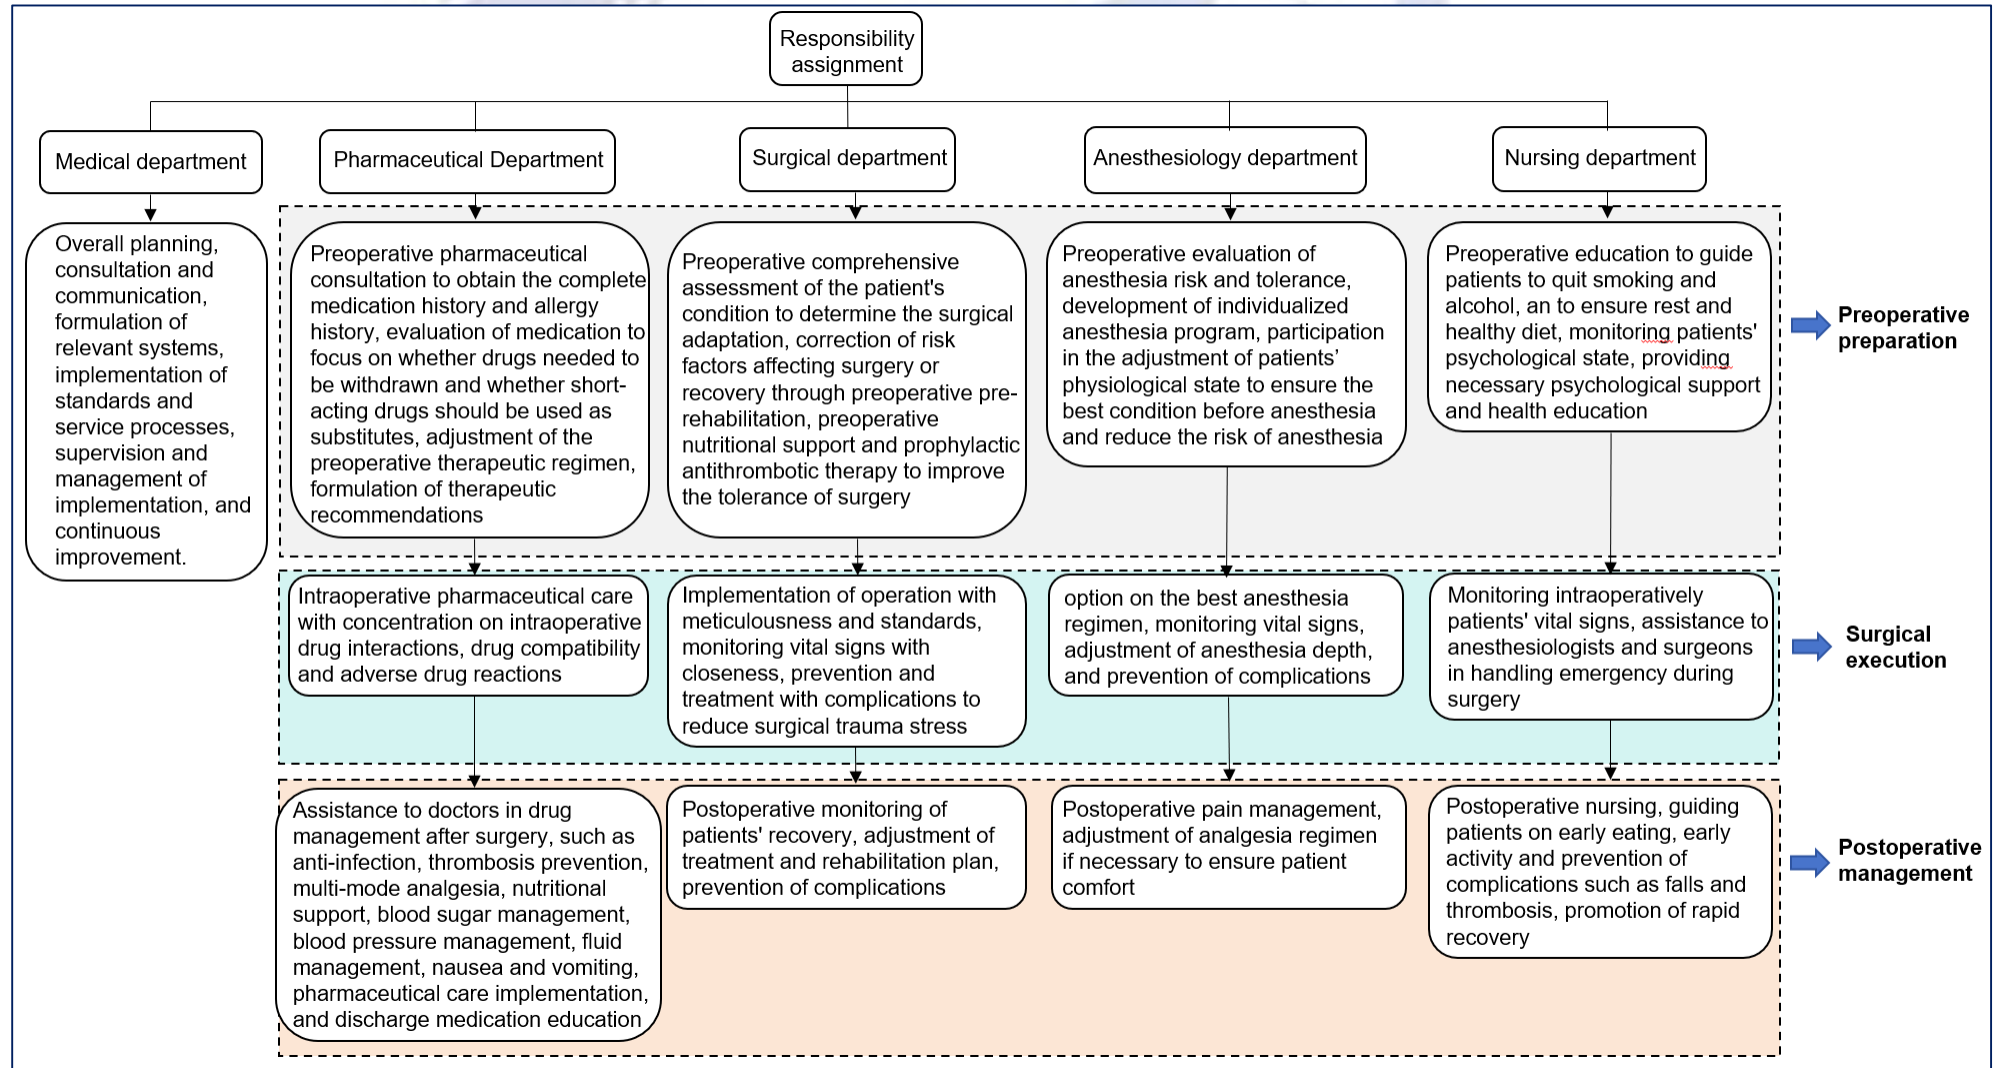 Responsibility
assignment
Medical department
Pharmaceutical Department
Surgical department
Anesthesiology department
Nursing department
Overall planning,
consultation and
communication,
formulation of
relevant systems,
implementation of
standards and
service processes,
supervision and
management of
implementation, and
continuous
improvement.
Preoperative pharmaceutical
consultation to obtain the complete
medication history and allergy
history, evaluation of medication to
focus on whether drugs needed to
be withdrawn and whether short-
acting drugs should be used as
substitutes, adjustment of the
preoperative therapeutic regimen,
formulation of therapeutic
recommendations
Preoperative comprehensive
assessment of the patient's
condition to determine the surgical
adaptation, correction of risk
factors affecting surgery or
recovery through preoperative pre-
rehabilitation, preoperative
nutritional support and prophylactic
antithrombotic therapy to improve
the tolerance of surgery
Preoperative evaluation of
anesthesia risk and tolerance,
development of individualized
anesthesia program, participation
in the adjustment of patients’
physiological state to ensure the
best condition before anesthesia
and reduce the risk of anesthesia
Preoperative education to guide
patients to quit smoking and
alcohol, an to ensure rest and
healthy diet, monitoring patients'
psychological state, providing
necessary psychological support
and health education
Preoperative
preparation
Intraoperative pharmaceutical care
with concentration on intraoperative
drug interactions, drug compatibility
and adverse drug reactions
Implementation of operation with
meticulousness and standards,
monitoring vital signs with
closeness, prevention and
treatment with complications to
reduce surgical trauma stress
option on the best anesthesia
regimen, monitoring vital signs,
adjustment of anesthesia depth,
and prevention of complications
Monitoring intraoperatively
patients' vital signs, assistance to
anesthesiologists and surgeons
in handling emergency during
surgery
Surgical
execution
Assistance to doctors in drug
management after surgery, such as
anti-infection, thrombosis prevention,
multi-mode analgesia, nutritional
support, blood sugar management,
blood pressure management, fluid
management, nausea and vomiting,
pharmaceutical care implementation,
and discharge medication education
Postoperative monitoring of
patients' recovery, adjustment of
treatment and rehabilitation plan,
prevention of complications
Postoperative pain management,
adjustment of analgesia regimen
if necessary to ensure patient
comfort
Postoperative nursing, guiding
patients on early eating, early
activity and prevention of
complications such as falls and
thrombosis, promotion of rapid
recovery
Postoperative
management